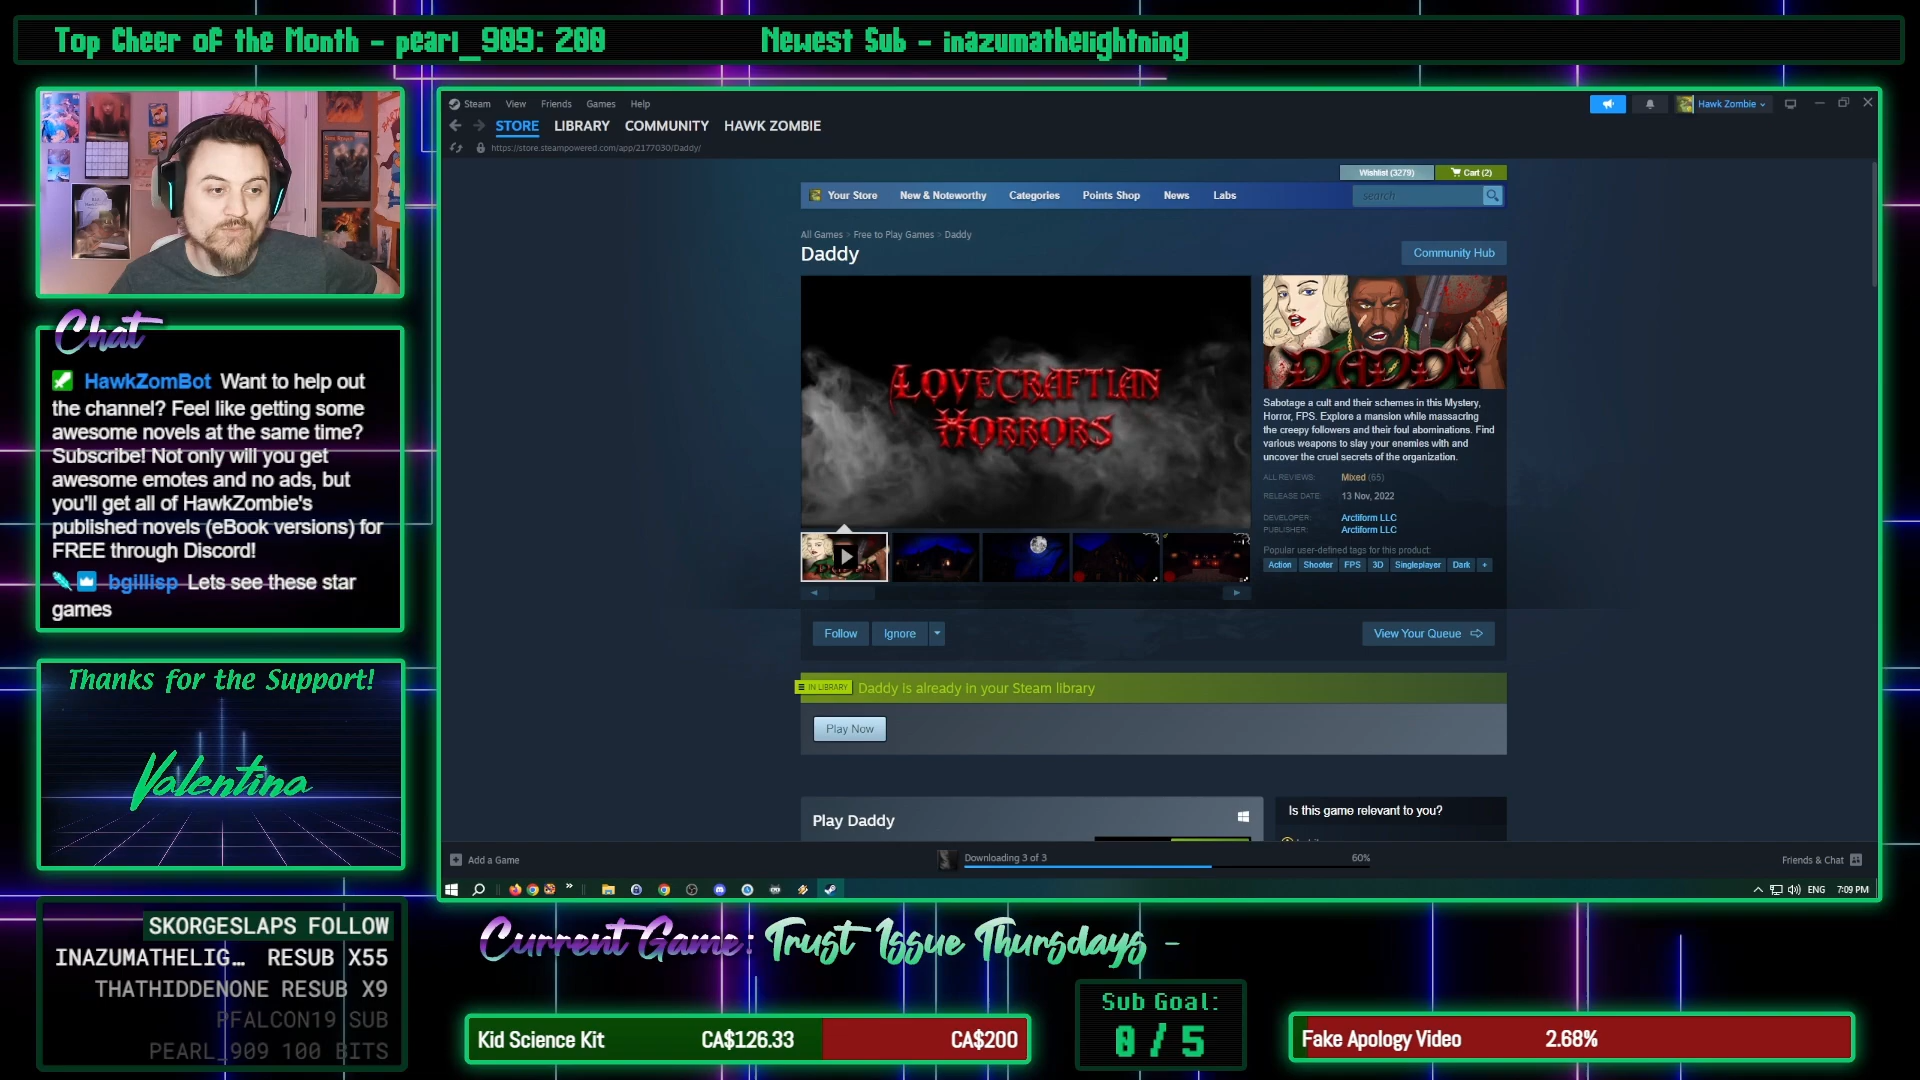 Top Cheer of the Month - pearl_909: 200
Newest Sub - inazumathelightning
Steam View Friends Games Help
Hawk Zombie
STORE LIBRARY COMMUNITY HAWK ZOMBIE
https://store.steampowered.com/app/2177030/Daddy/
Wishlist (3279)
Cart (2)
Your Store New & Noteworthy Categories Points Shop News Labs
search
All Games > Free to Play Games > Daddy
Daddy
Community Hub
LOVECRAFTIAN
HORRORS
DADDY
Sabotage a cult and their schemes in this Mystery,
Horror, FPS. Explore a mansion while massacring
the creepy followers and their foul abominations. Find
various weapons to slay your enemies with and
uncover the cruel secrets of the organization.
ALL REVIEWS: Mixed (65)
RELEASE DATE: 13 Nov, 2022
DEVELOPER: Arctiform LLC
PUBLISHER: Arctiform LLC
Popular user-defined tags for this product:
Action Shooter FPS 3D Singleplayer Dark +
Follow
Ignore
View Your Queue
IN LIBRARY
Daddy is already in your Steam library
Play Now
Play Daddy
Is this game relevant to you?
Add a Game
Downloading 3 of 3
60%
Friends & Chat
ENG 7:09 PM
Chat
HawkZomBot Want to help out
the channel? Feel like getting some
awesome novels at the same time?
Subscribe! Not only will you get
awesome emotes and no ads, but
you'll get all of HawkZombie's
published novels (eBook versions) for
FREE through Discord!
bgillisp Lets see these star
games
Thanks for the Support!
Valentina
SKORGESLAPS FOLLOW
INAZUMATHELIG... RESUB X55
THATHIDDENONE RESUB X9
PFALCON19 SUB
PEARL_909 100 BITS
Current Game: Trust Issue Thursdays -
Kid Science Kit CA$126.33 CA$200
Sub Goal:
0 / 5
Fake Apology Video 2.68%